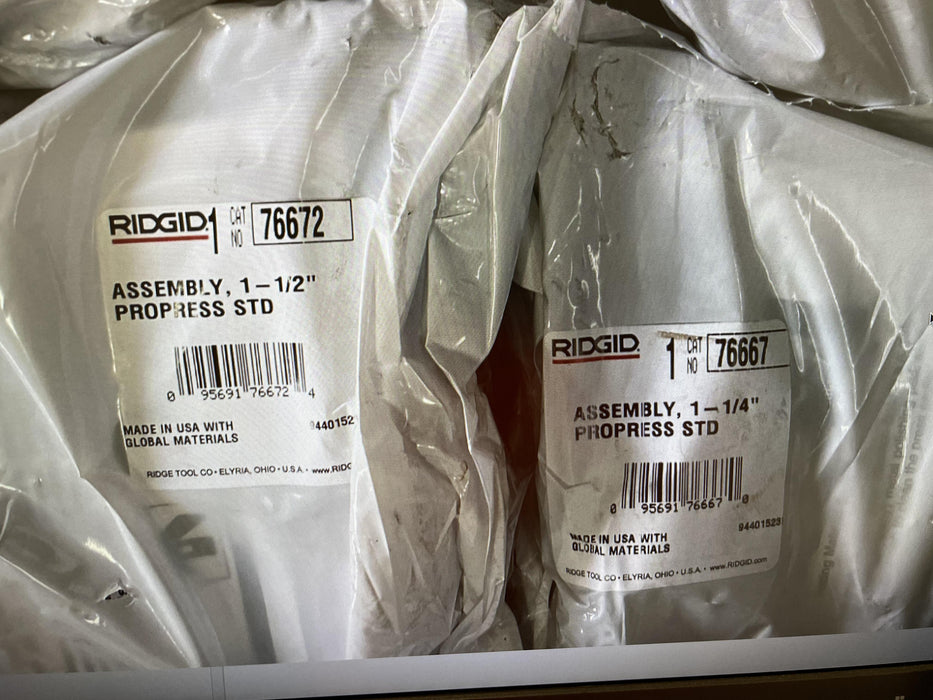 RIDGID 1 CAT NO 76672
ASSEMBLY, 1-1/2"
PROPRESS STD
0 95691 76672 4
MADE IN USA WITH
GLOBAL MATERIALS
9440152
RIDGE TOOL CO • ELYRIA, OHIO • U.S.A. • www.RIDG
RIDGID 1 CAT NO 76667
ASSEMBLY, 1-1/4"
PROPRESS STD
0 95691 76667 0
MADE IN USA WITH
GLOBAL MATERIALS
94401523
RIDGE TOOL CO • ELYRIA, OHIO • U.S.A. • www.RIDGID.com